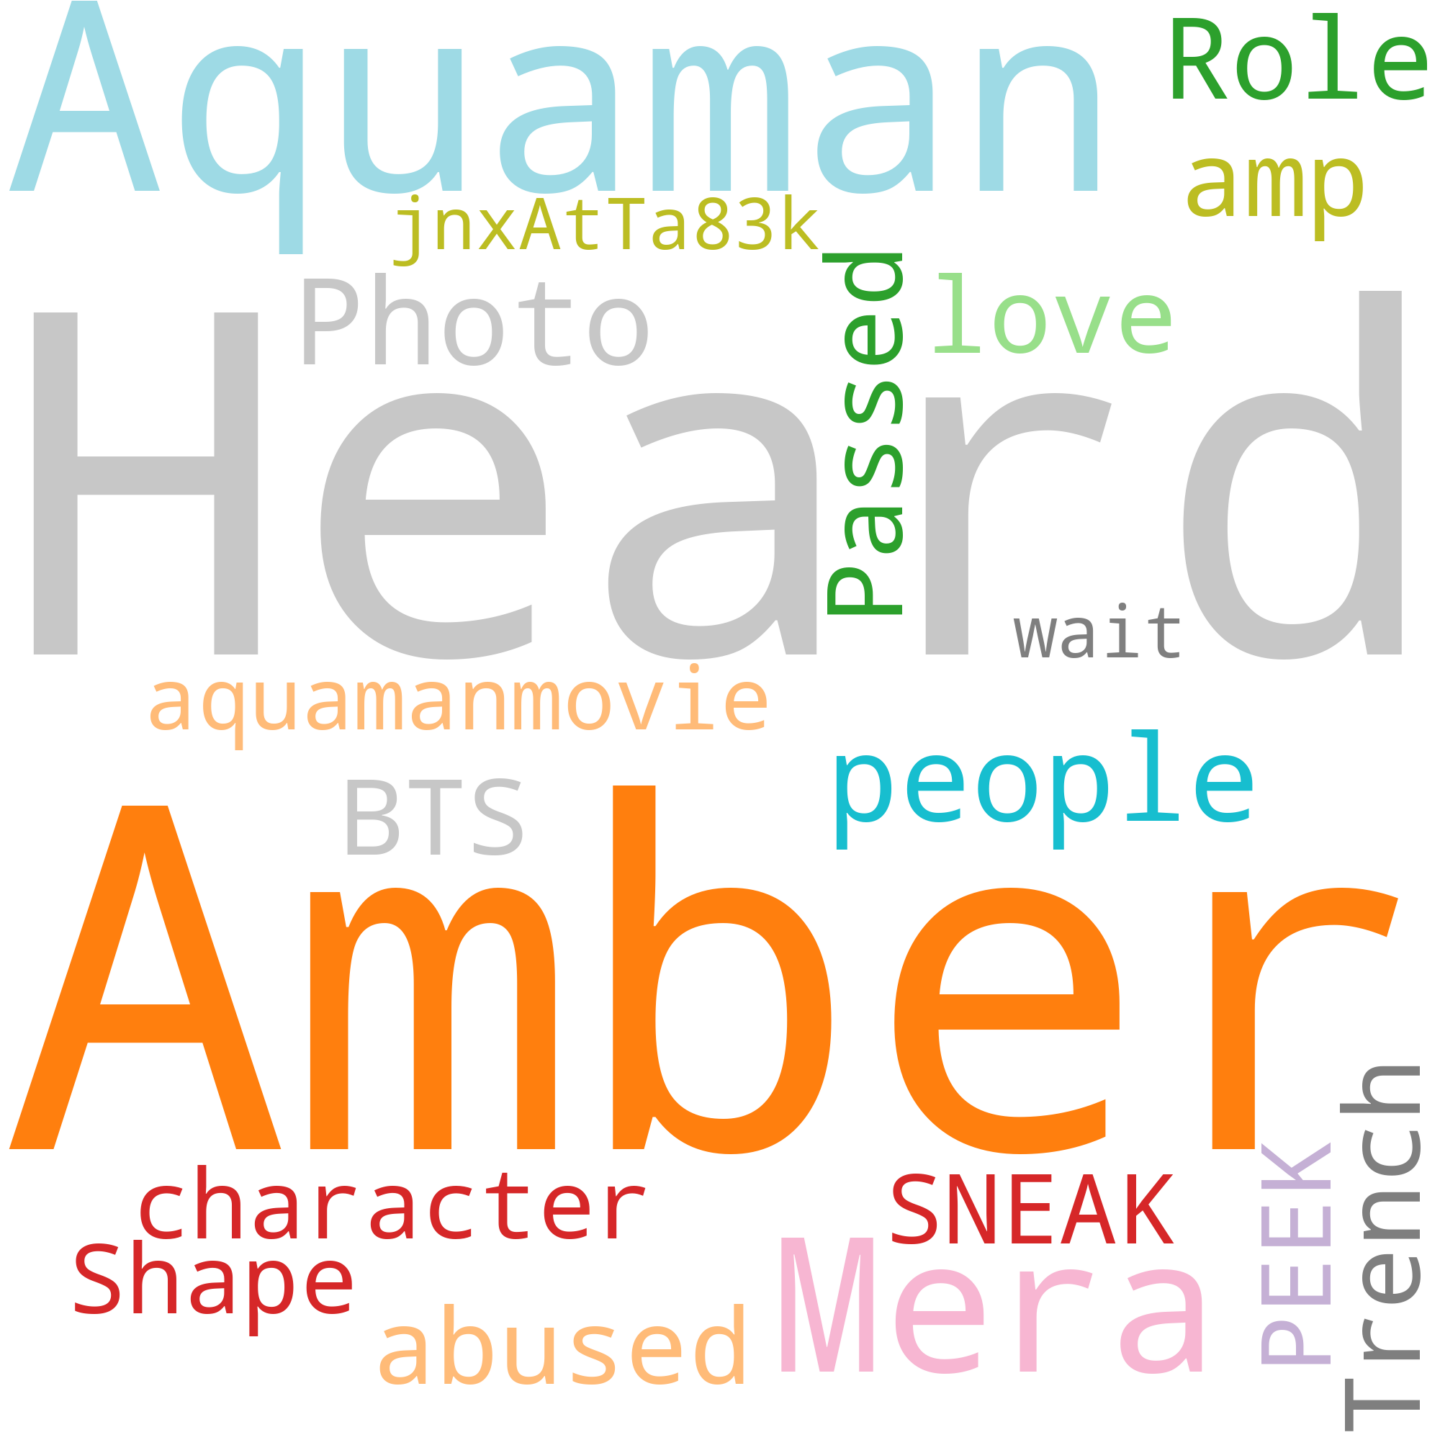 Aquaman
Role
amp
jnxAtTa83k
Photo
Passed
love
Heard
wait
aquamanmovie
people
BTS
Amber
character
SNEAK
Shape
Mera
abused
PEEK
Trench